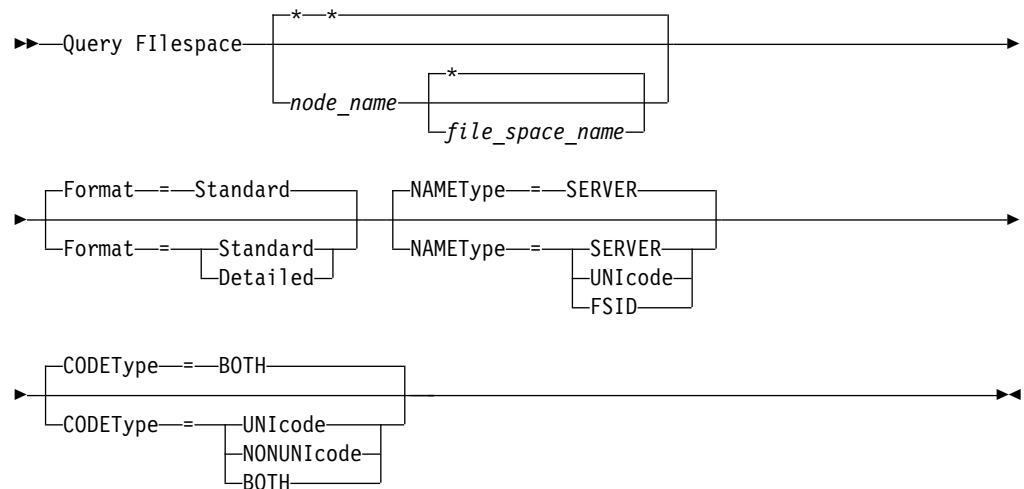 * *
Query FIlespace
*
node_name
file_space_name
Format = Standard NAMEType = SERVER
Format = Standard NAMEType = SERVER
Detailed UNIcode
FSID
CODEType = BOTH
CODEType = UNIcode
NONUNIcode
BOTH